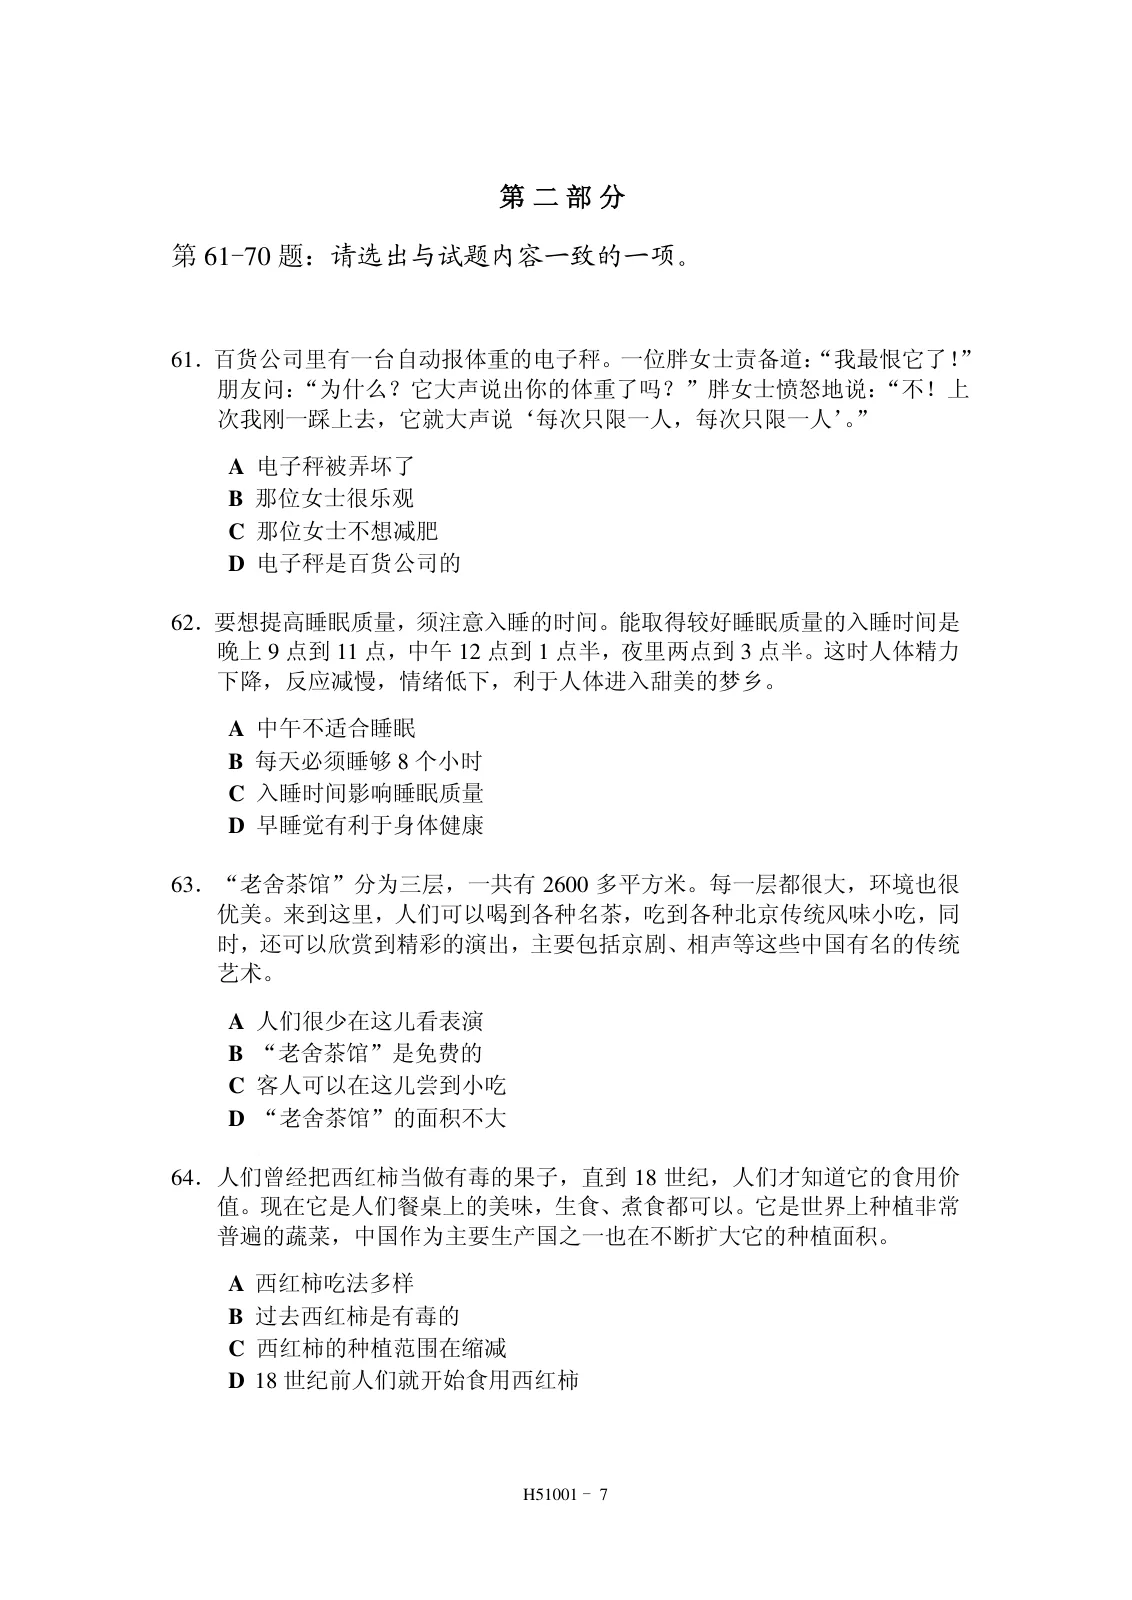 第 二 部 分
第 61-70 题：请选出与试题内容一致的一项。
61．百货公司里有一台自动报体重的电子秤。一位胖女士责备道：“我最恨它了！”
朋友问：“为什么？它大声说出你的体重了吗？”胖女士愤怒地说：“不！上
次我刚一踩上去，它就大声说‘每次只限一人，每次只限一人’。”
A 电子秤被弄坏了
B 那位女士很乐观
C 那位女士不想减肥
D 电子秤是百货公司的
62．要想提高睡眠质量，须注意入睡的时间。能取得较好睡眠质量的入睡时间是
晚上 9 点到 11 点，中午 12 点到 1 点半，夜里两点到 3 点半。这时人体精力
下降，反应减慢，情绪低下，利于人体进入甜美的梦乡。
A 中午不适合睡眠
B 每天必须睡够 8 个小时
C 入睡时间影响睡眠质量
D 早睡觉有利于身体健康
63．“老舍茶馆”分为三层，一共有 2600 多平方米。每一层都很大，环境也很
优美。来到这里，人们可以喝到各种名茶，吃到各种北京传统风味小吃，同
时，还可以欣赏到精彩的演出，主要包括京剧、相声等这些中国有名的传统
艺术。
A 人们很少在这儿看表演
B “老舍茶馆”是免费的
C 客人可以在这儿尝到小吃
D “老舍茶馆”的面积不大
64．人们曾经把西红柿当做有毒的果子，直到 18 世纪，人们才知道它的食用价
值。现在它是人们餐桌上的美味，生食、煮食都可以。它是世界上种植非常
普遍的蔬菜，中国作为主要生产国之一也在不断扩大它的种植面积。
A 西红柿吃法多样
B 过去西红柿是有毒的
C 西红柿的种植范围在缩减
D 18 世纪前人们就开始食用西红柿
H51001 - 7